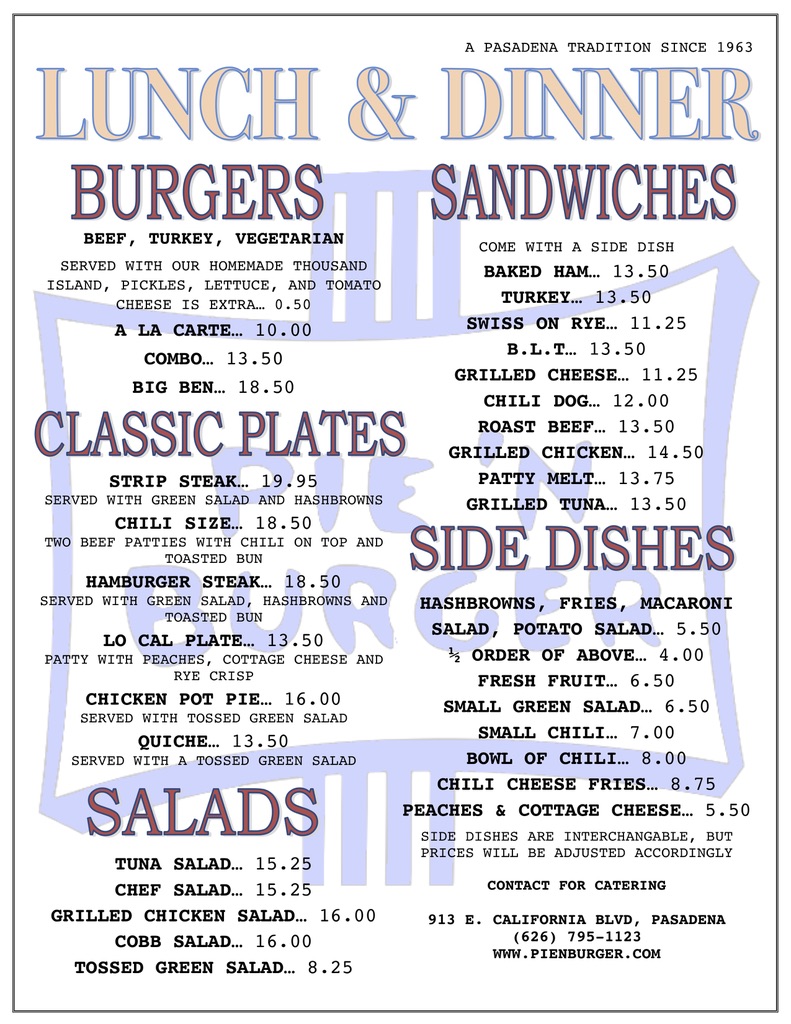 A PASADENA TRADITION SINCE 1963
LUNCH & DINNER
BURGERS
BEEF, TURKEY, VEGETARIAN
SERVED WITH OUR HOMEMADE THOUSAND
ISLAND, PICKLES, LETTUCE, AND TOMATO
CHEESE IS EXTRA… 0.50
A LA CARTE… 10.00
COMBO… 13.50
BIG BEN… 18.50
CLASSIC PLATES
STRIP STEAK… 19.95
SERVED WITH GREEN SALAD AND HASHBROWNS
CHILI SIZE… 18.50
TWO BEEF PATTIES WITH CHILI ON TOP AND
TOASTED BUN
HAMBURGER STEAK… 18.50
SERVED WITH GREEN SALAD, HASHBROWNS AND
TOASTED BUN
LO CAL PLATE… 13.50
PATTY WITH PEACHES, COTTAGE CHEESE AND
RYE CRISP
CHICKEN POT PIE… 16.00
SERVED WITH TOSSED GREEN SALAD
QUICHE… 13.50
SERVED WITH A TOSSED GREEN SALAD
SALADS
TUNA SALAD… 15.25
CHEF SALAD… 15.25
GRILLED CHICKEN SALAD… 16.00
COBB SALAD… 16.00
TOSSED GREEN SALAD… 8.25
SANDWICHES
COME WITH A SIDE DISH
BAKED HAM… 13.50
TURKEY… 13.50
SWISS ON RYE… 11.25
B.L.T… 13.50
GRILLED CHEESE… 11.25
CHILI DOG… 12.00
ROAST BEEF… 13.50
GRILLED CHICKEN… 14.50
PATTY MELT… 13.75
GRILLED TUNA… 13.50
SIDE DISHES
HASHBROWNS, FRIES, MACARONI
SALAD, POTATO SALAD… 5.50
½ ORDER OF ABOVE… 4.00
FRESH FRUIT… 6.50
SMALL GREEN SALAD… 6.50
SMALL CHILI… 7.00
BOWL OF CHILI… 8.00
CHILI CHEESE FRIES… 8.75
PEACHES & COTTAGE CHEESE… 5.50
SIDE DISHES ARE INTERCHANGABLE, BUT
PRICES WILL BE ADJUSTED ACCORDINGLY
CONTACT FOR CATERING
913 E. CALIFORNIA BLVD, PASADENA
(626) 795-1123
WWW.PIENBURGER.COM
PIE 'N
BURGER